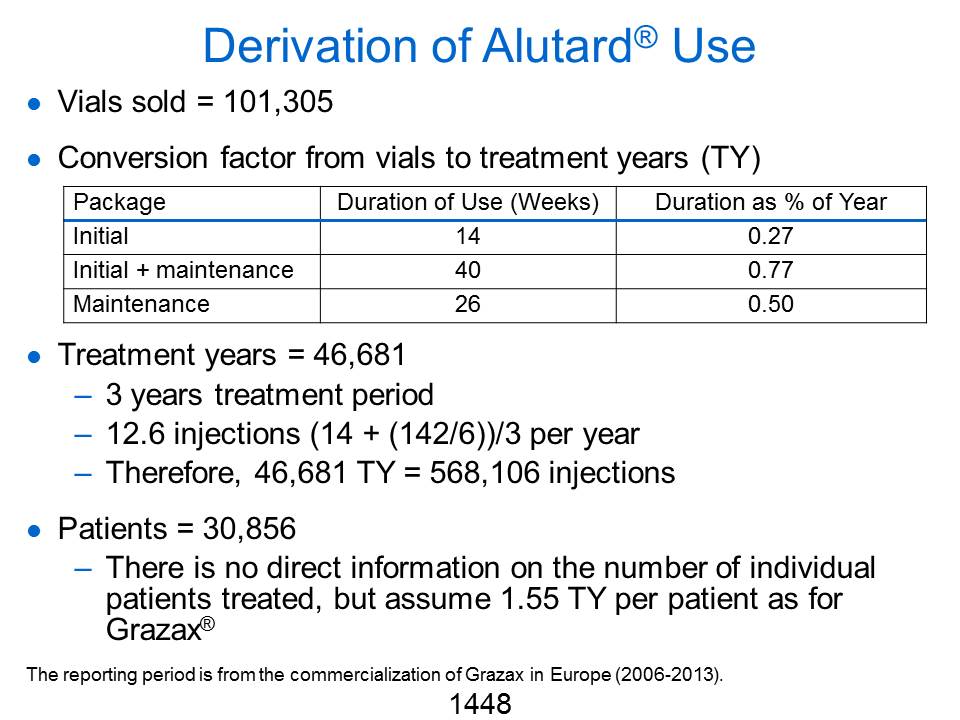 Derivation of Alutard® Use
● Vials sold = 101,305
● Conversion factor from vials to treatment years (TY)
Package Duration of Use (Weeks) Duration as % of Year
Initial 14 0.27
Initial + maintenance 40 0.77
Maintenance 26 0.50
● Treatment years = 46,681
– 3 years treatment period
– 12.6 injections (14 + (142/6))/3 per year
– Therefore, 46,681 TY = 568,106 injections
● Patients = 30,856
– There is no direct information on the number of individual
patients treated, but assume 1.55 TY per patient as for
Grazax®
The reporting period is from the commercialization of Grazax in Europe (2006-2013).
1448